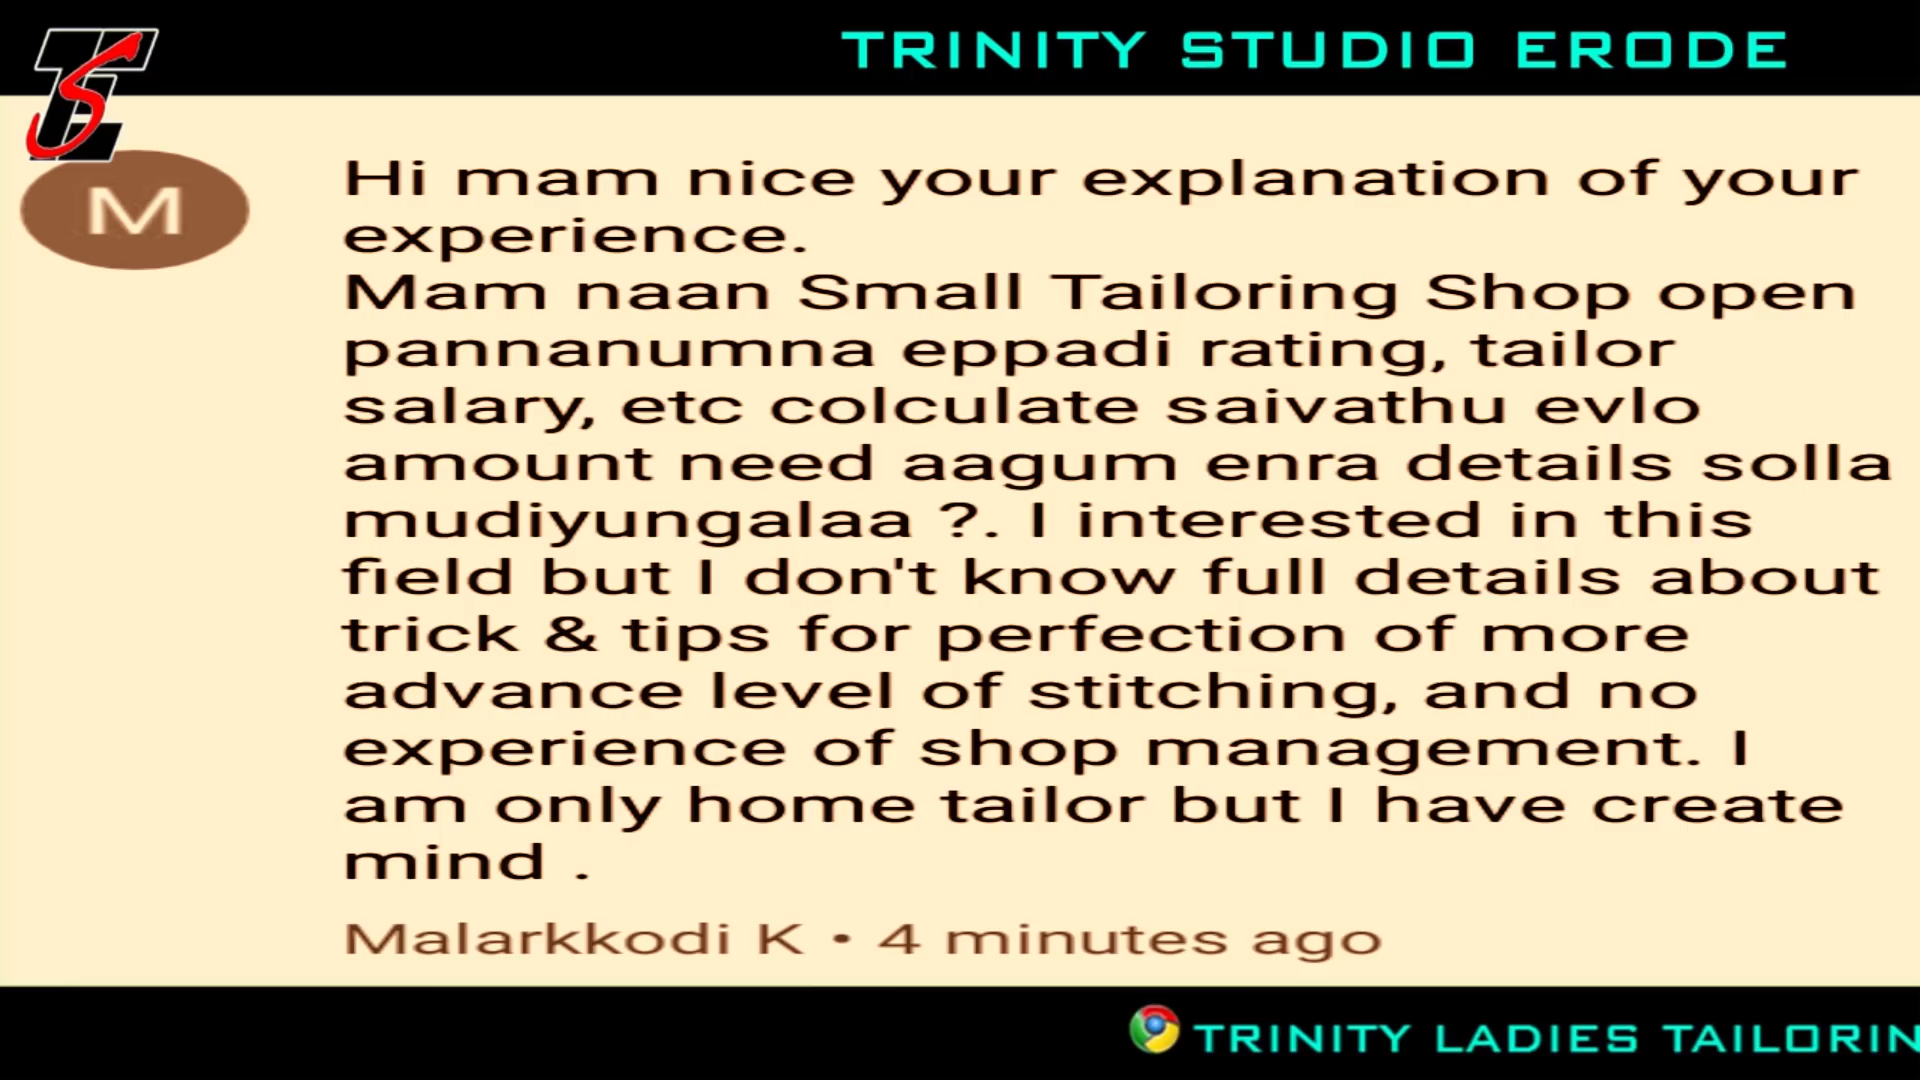 TRINITY STUDIO ERODE
M
Hi mam nice your explanation of your
experience.
Mam naan Small Tailoring Shop open
pannanumna eppadi rating, tailor
salary, etc colculate saivathu evlo
amount need aagum enra details solla
mudiyungalaa ?. I interested in this
field but I don't know full details about
trick & tips for perfection of more
advance level of stitching, and no
experience of shop management. I
am only home tailor but I have create
mind .
Malarkkodi K • 4 minutes ago
TRINITY LADIES TAILORIN